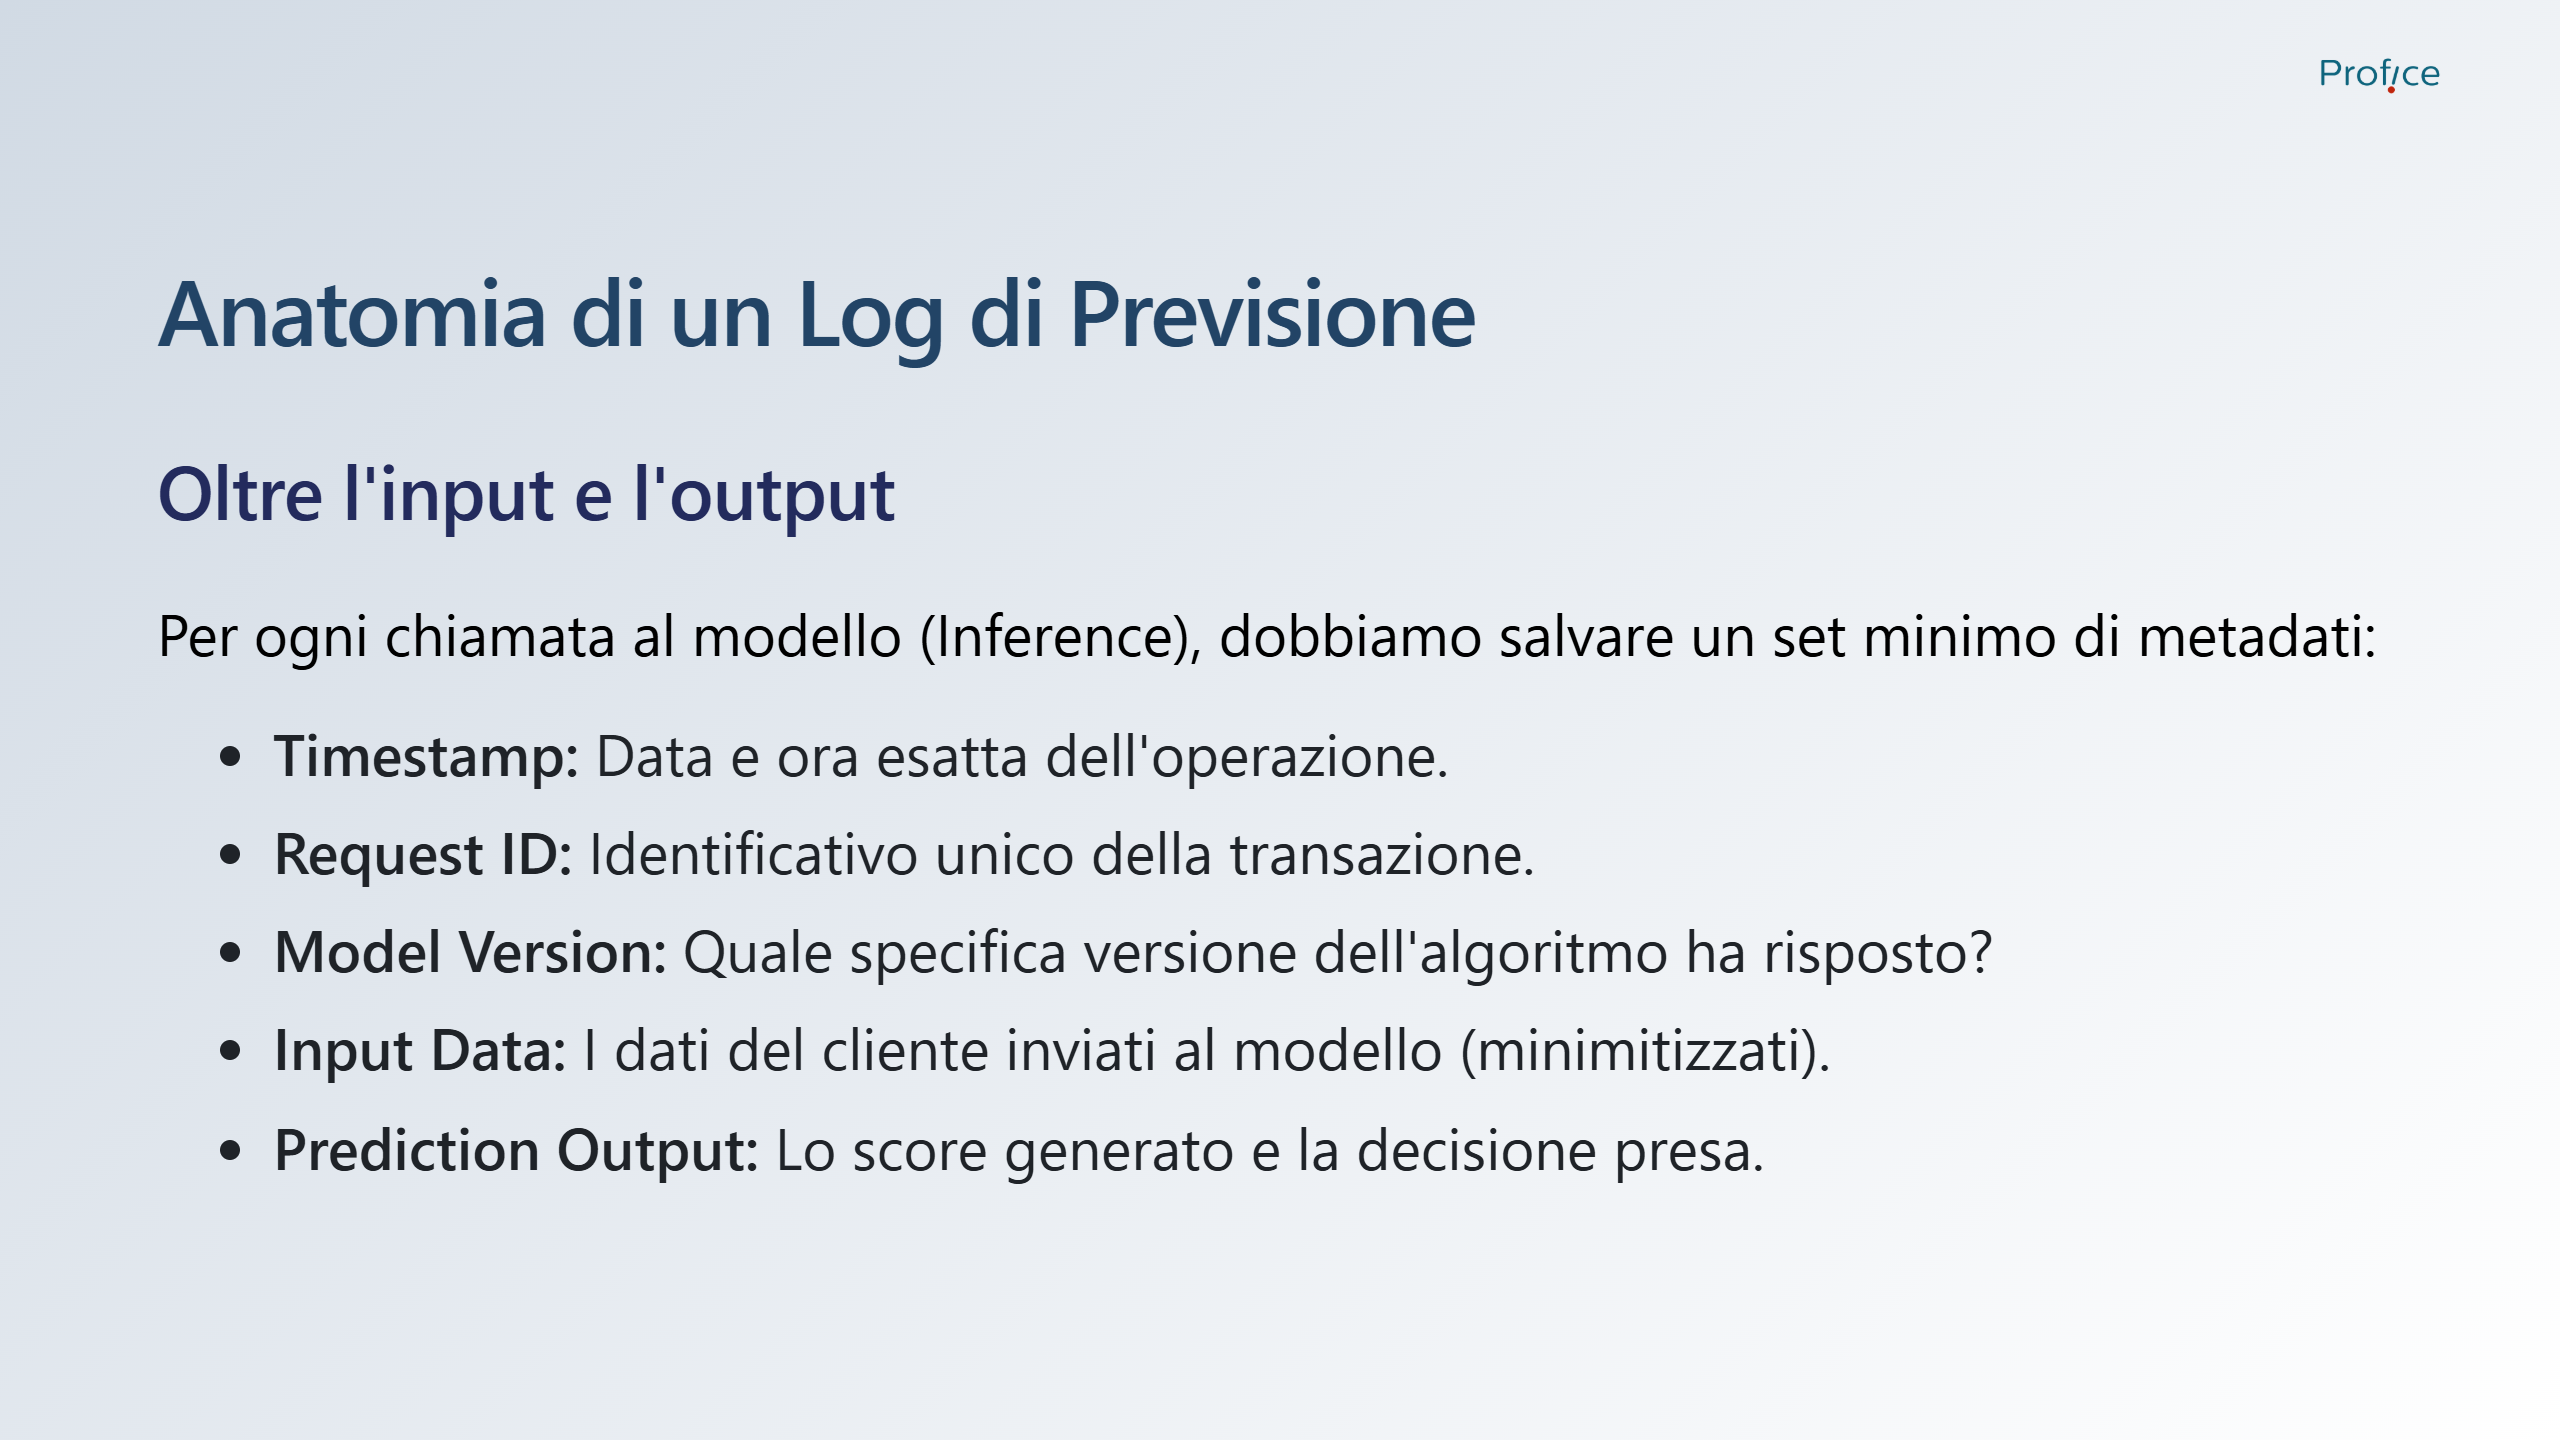 Profice
Anatomia di un Log di Previsione
Oltre l'input e l'output
Per ogni chiamata al modello (Inference), dobbiamo salvare un set minimo di metadati:
• Timestamp: Data e ora esatta dell'operazione.
• Request ID: Identificativo unico della transazione.
• Model Version: Quale specifica versione dell'algoritmo ha risposto?
• Input Data: I dati del cliente inviati al modello (minimitizzati).
• Prediction Output: Lo score generato e la decisione presa.